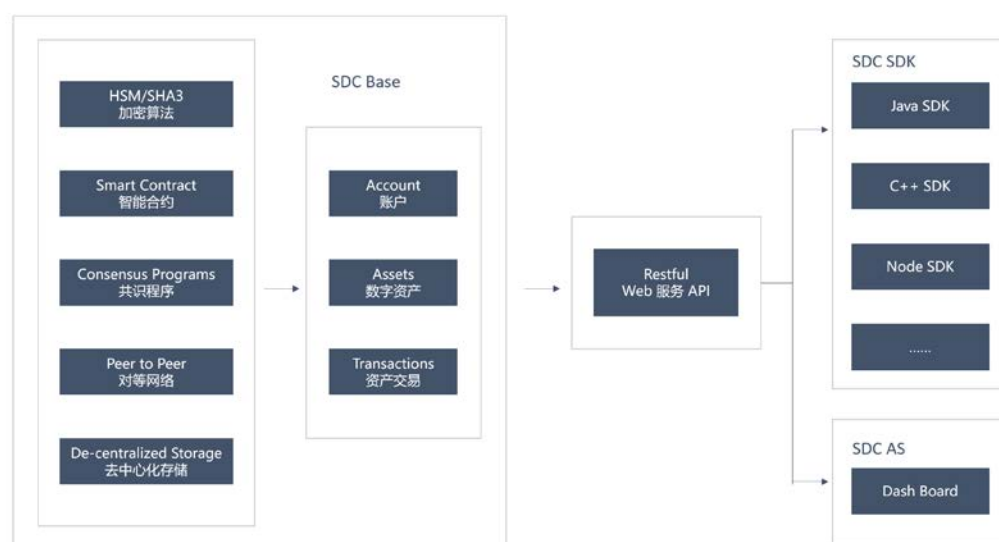 SDC Base
HSM/SHA3
加密算法
Smart Contract
智能合约
Consensus Programs
共识程序
Peer to Peer
对等网络
De-centralized Storage
去中心化存储
Account
账户
Assets
数字资产
Transactions
资产交易
Restful
Web 服务 API
SDC SDK
Java SDK
C++ SDK
Node SDK
......
SDC AS
Dash Board